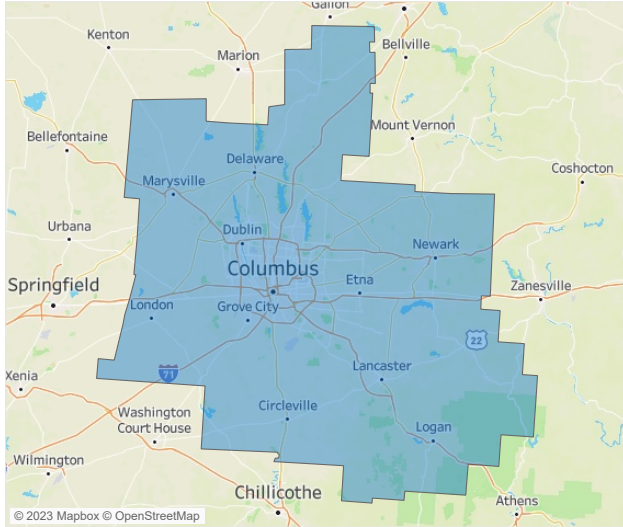 Galion
Kenton
Bellville
Marion
Mount Vernon
Bellefontaine
Delaware
Coshocton
Marysville
Urbana
Dublin
Newark
Columbus
Springfield
Etna
Zanesville
London
Grove City
22
Lancaster
71
Xenia
Circleville
Washington
Court House
Logan
Wilmington
Chillicothe
Athens
© 2023 Mapbox © OpenStreetMap